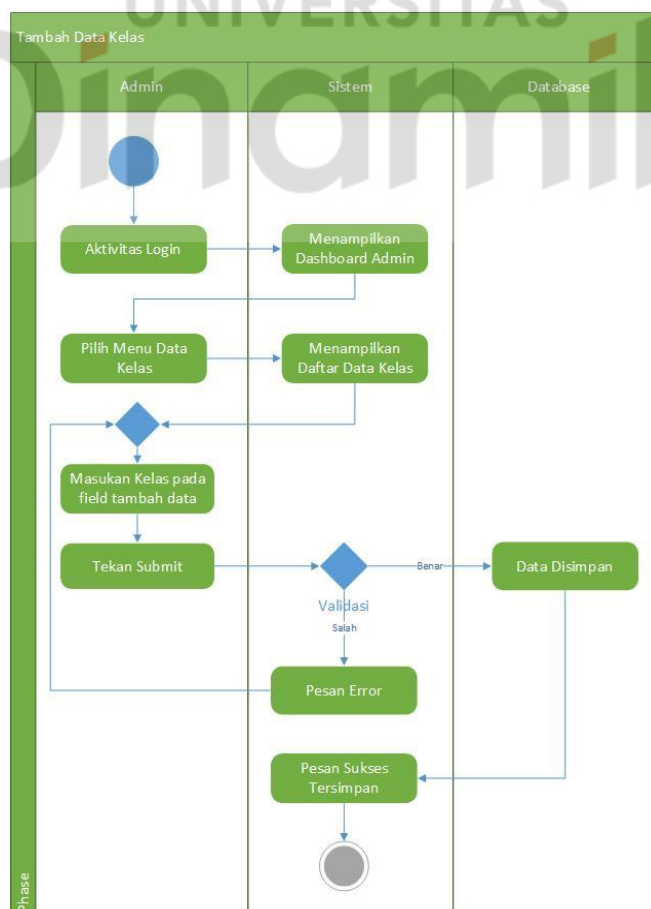 UNIVERSITAS
Dinamik
Tambah Data Kelas
Admin
Sistem
Database
Aktivitas Login
Menampilkan
Dashboard Admin
Pilih Menu Data
Kelas
Menampilkan
Daftar Data Kelas
Masukan Kelas pada
field tambah data
Tekan Submit
Validasi
Benar
Data Disimpan
Salah
Pesan Error
Pesan Sukses
Tersimpan
Phase